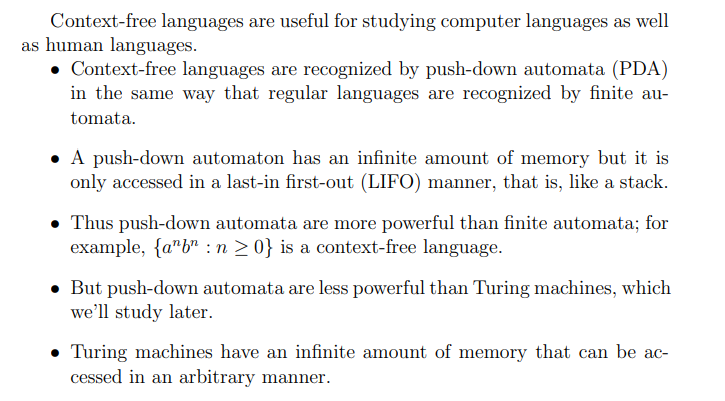 Context-free languages are useful for studying computer languages as well
as human languages.
• Context-free languages are recognized by push-down automata (PDA)
in the same way that regular languages are recognized by finite au-
tomata.
• A push-down automaton has an infinite amount of memory but it is
only accessed in a last-in first-out (LIFO) manner, that is, like a stack.
• Thus push-down automata are more powerful than finite automata; for
example, {aⁿbⁿ : n ≥ 0} is a context-free language.
• But push-down automata are less powerful than Turing machines, which
we'll study later.
• Turing machines have an infinite amount of memory that can be ac-
cessed in an arbitrary manner.